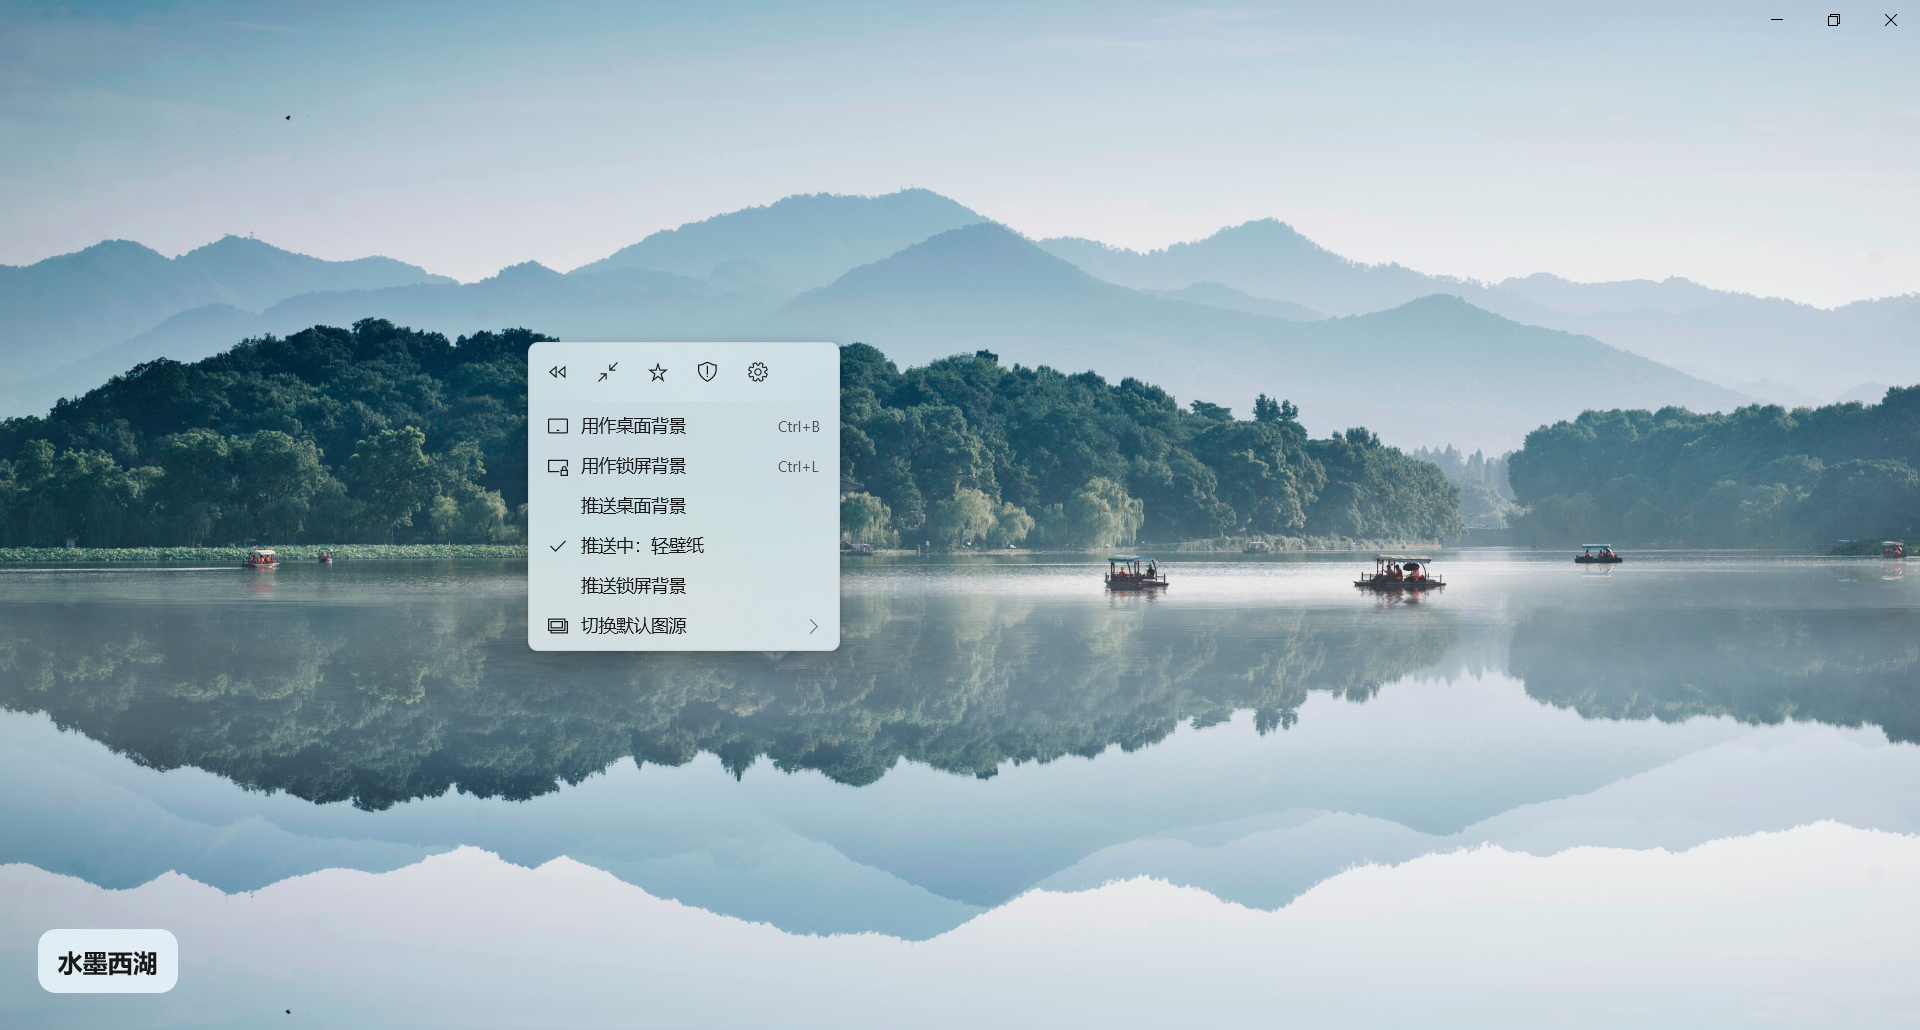 用作桌面背景 Ctrl+B
用作锁屏背景 Ctrl+L
推送桌面背景
推送中：轻壁纸
推送锁屏背景
切换默认图源
水墨西湖